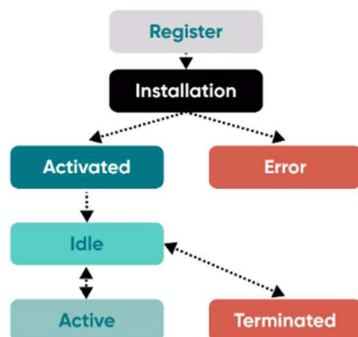 Register
Installation
Activated
Error
Idle
Active
Terminated